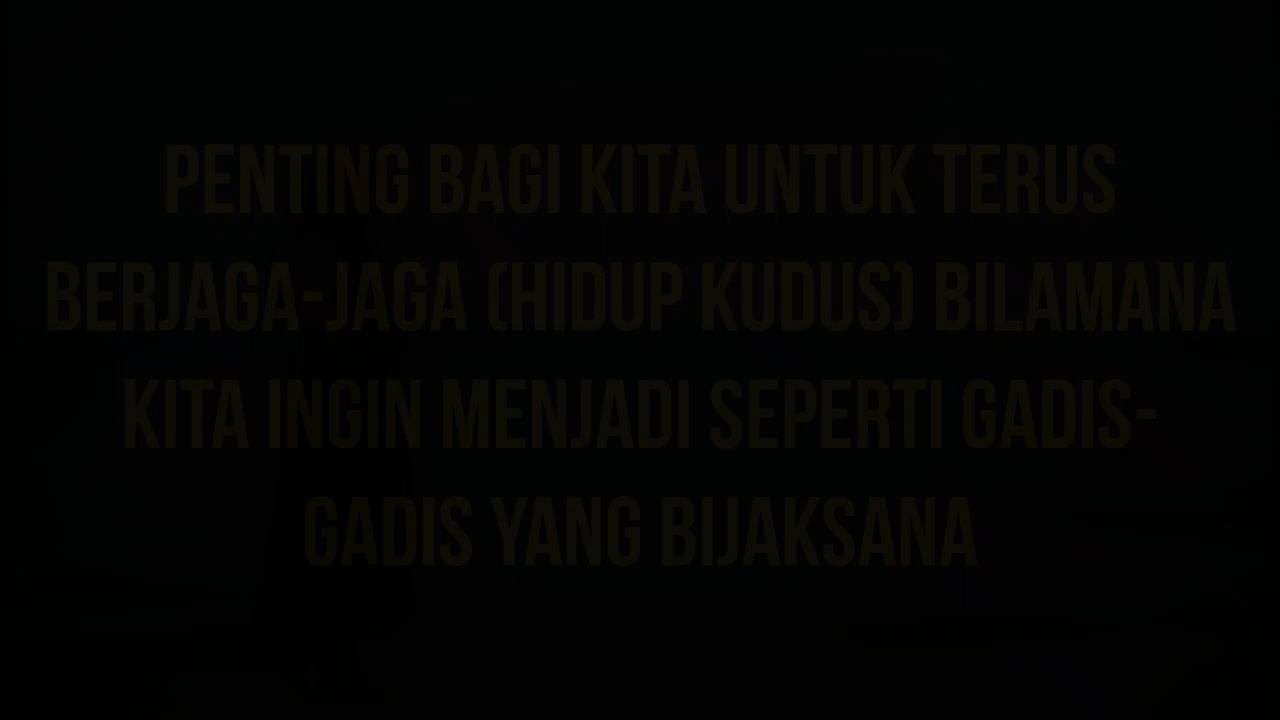 PENTING BAGI KITA UNTUK TERUS
BERJAGA-JAGA (HIDUP KUDUS) BILAMANA
KITA INGIN MENJADI SEPERTI GADIS-
GADIS YANG BIJAKSANA